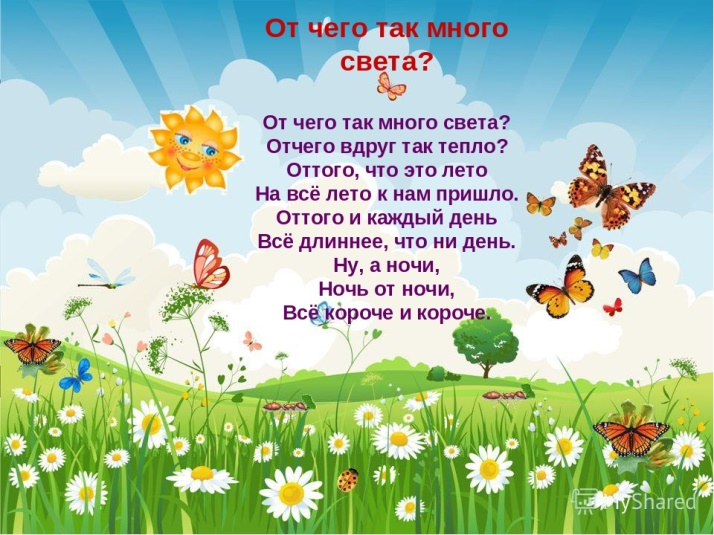 От чего так много
света?
От чего так много света?
Отчего вдруг так тепло?
Оттого, что это лето
На всё лето к нам пришло.
Оттого и каждый день
Всё длиннее, что ни день.
Ну, а ночи,
Ночь от ночи,
Всё короче и короче.
MyShared